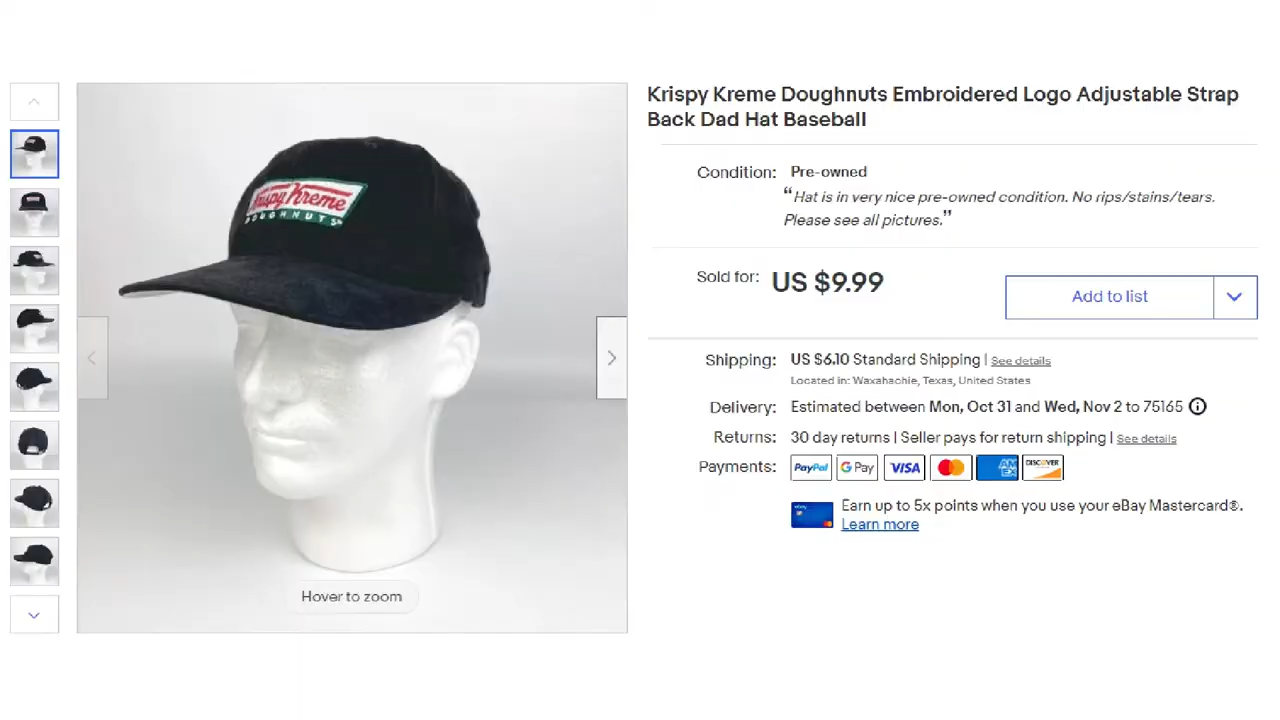 Krispy Kreme Doughnuts Embroidered Logo Adjustable Strap
Back Dad Hat Baseball
Condition: Pre-owned
“Hat is in very nice pre-owned condition. No rips/stains/tears.
Please see all pictures.”
Sold for: US $9.99
Add to list
Shipping: US $6.10 Standard Shipping | See details
Located in: Waxahachie, Texas, United States
Delivery: Estimated between Mon, Oct 31 and Wed, Nov 2 to 75165
Returns: 30 day returns | Seller pays for return shipping | See details
Payments: PayPal G Pay VISA AMEX DISCOVER
Earn up to 5x points when you use your eBay Mastercard®.
Learn more
Krispy Kreme
DOUGHNUTS
Hover to zoom